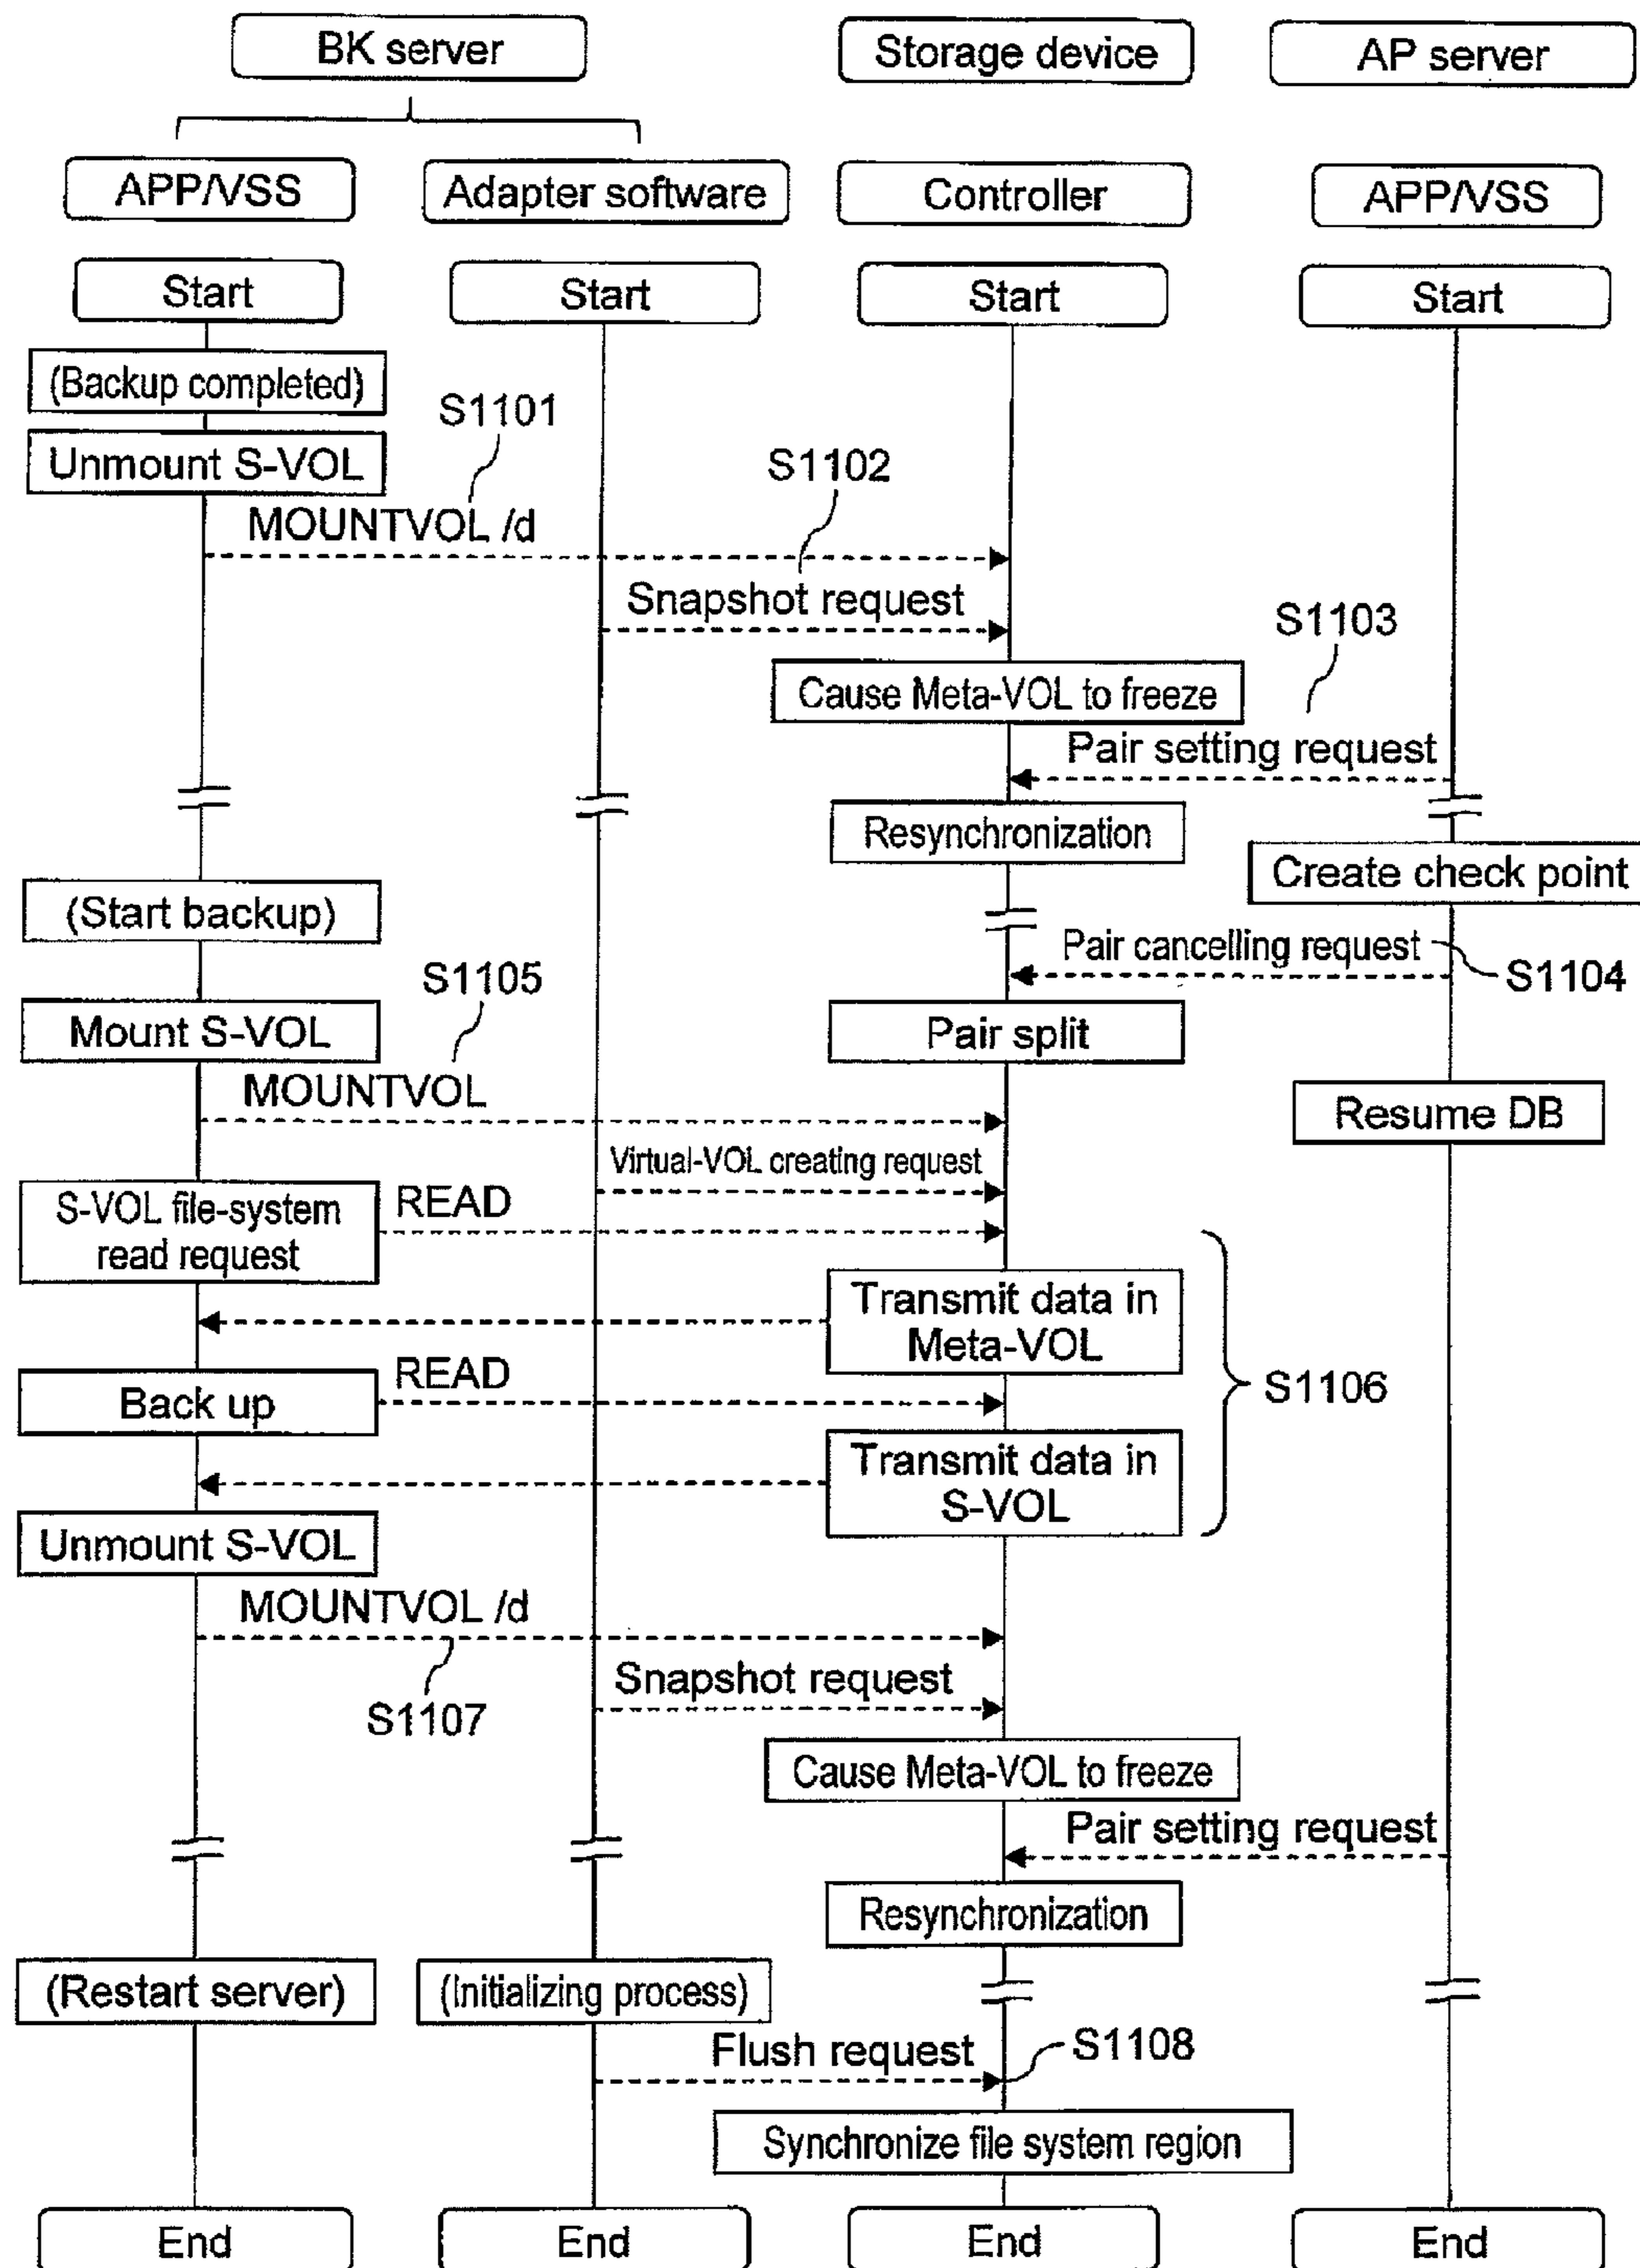 BK server
Storage device
AP server
APP/VSS
Adapter software
Controller
APP/VSS
Start
Start
Start
Start
(Backup completed)
S1101
Unmount S-VOL
S1102
MOUNTVOL /d
Snapshot request
S1103
Cause Meta-VOL to freeze
Pair setting request
Resynchronization
Create check point
(Start backup)
Pair cancelling request
S1104
S1105
Mount S-VOL
Pair split
MOUNTVOL
Resume DB
Virtual-VOL creating request
S-VOL file-system
read request
READ
Transmit data in
Meta-VOL
READ
S1106
Back up
Transmit data in
S-VOL
Unmount S-VOL
MOUNTVOL /d
Snapshot request
S1107
Cause Meta-VOL to freeze
Pair setting request
Resynchronization
(Restart server)
(Initializing process)
Flush request
S1108
Synchronize file system region
End
End
End
End